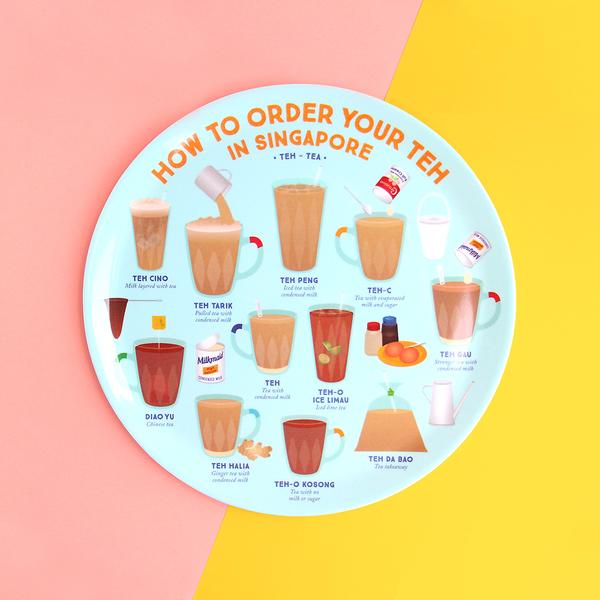 HOW TO ORDER YOUR TEH
IN SINGAPORE
• TEH - TEA •
TEH CINO
Milk layered with tea
TEH TARIK
Pulled tea with
condensed milk
TEH PENG
Iced tea with
condensed milk
TEH-C
Tea with evaporated
milk and sugar
Milkmaid
TEH GAU
Stronger tea with
condensed milk
DIAO YU
Chinese tea
Milkmaid
CONDENSED MILK
TEH
Tea with
condensed milk
TEH-O
ICE LIMAU
Iced lime tea
TEH HALIA
Ginger tea with
condensed milk
TEH-O KOSONG
Tea with no
milk or sugar
TEH DA BAO
Tea takeaway